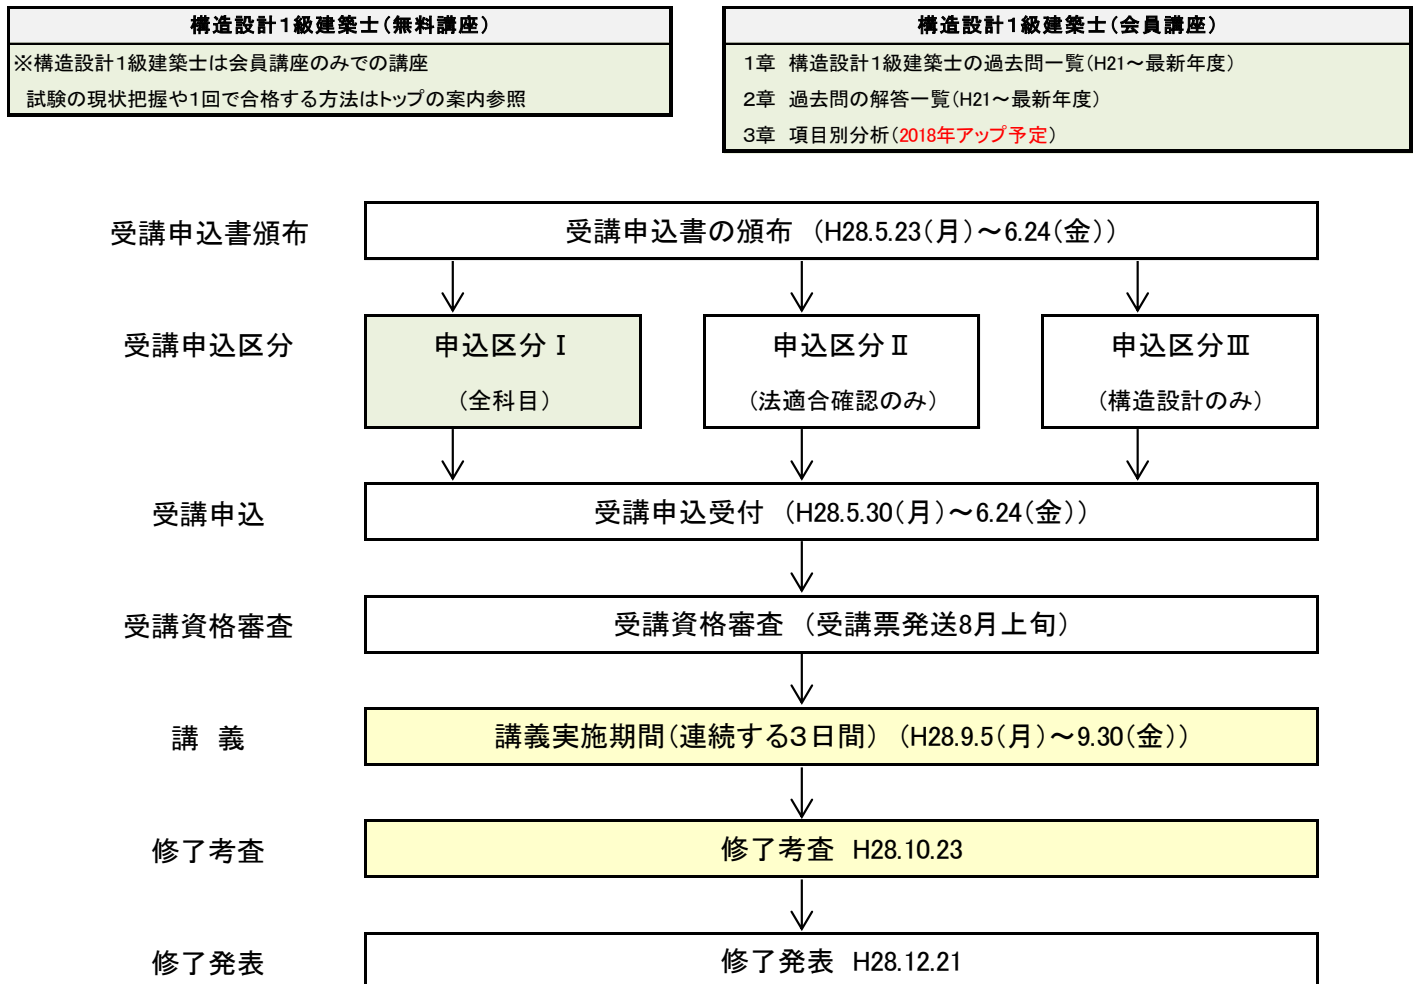 構造設計１級建築士（無料講座）
※構造設計１級建築士は会員講座のみでの講座
試験の現状把握や１回で合格する方法はトップの案内参照
構造設計１級建築士（会員講座）
１章　構造設計１級建築士の過去問一覧（H21～最新年度）
２章　過去問の解答一覧（H21～最新年度）
３章　項目別分析（2018年アップ予定）
受講申込書頒布
受講申込書の頒布　（H28.5.23（月）～6.24（金））
受講申込区分
申込区分Ⅰ
（全科目）
申込区分Ⅱ
（法適合確認のみ）
申込区分Ⅲ
（構造設計のみ）
受講申込
受講申込受付　（H28.5.30（月）～6.24（金））
受講資格審査
受講資格審査　（受講票発送8月上旬）
講　義
講義実施期間（連続する３日間）　（H28.9.5（月）～9.30（金））
修了考査
修了考査　H28.10.23
修了発表
修了発表　H28.12.21